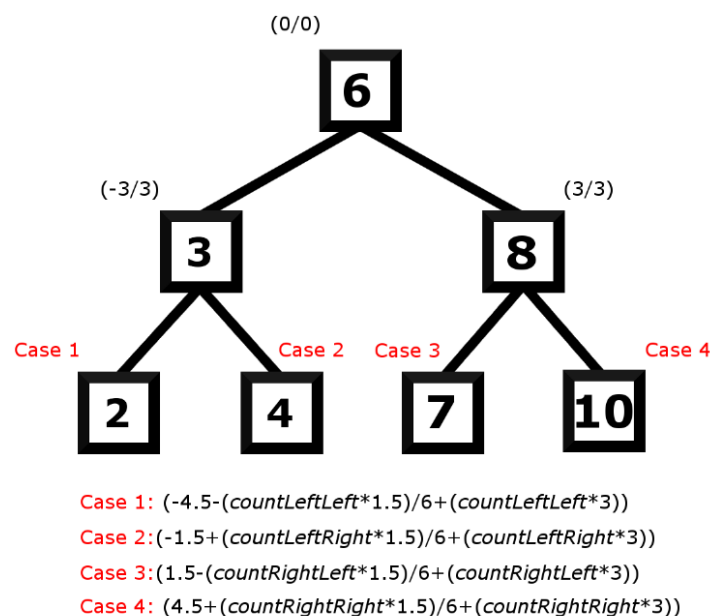 (0/0)
6
(-3/3)
(3/3)
3
8
Case 1
Case 2
Case 3
Case 4
2
4
7
10
Case 1: (-4.5-(countLeftLeft*1.5)/6+(countLeftLeft*3))
Case 2:(-1.5+(countLeftRight*1.5)/6+(countLeftRight*3))
Case 3:(1.5-(countRightLeft*1.5)/6+(countRightLeft*3))
Case 4: (4.5+(countRightRight*1.5)/6+(countRightRight*3))